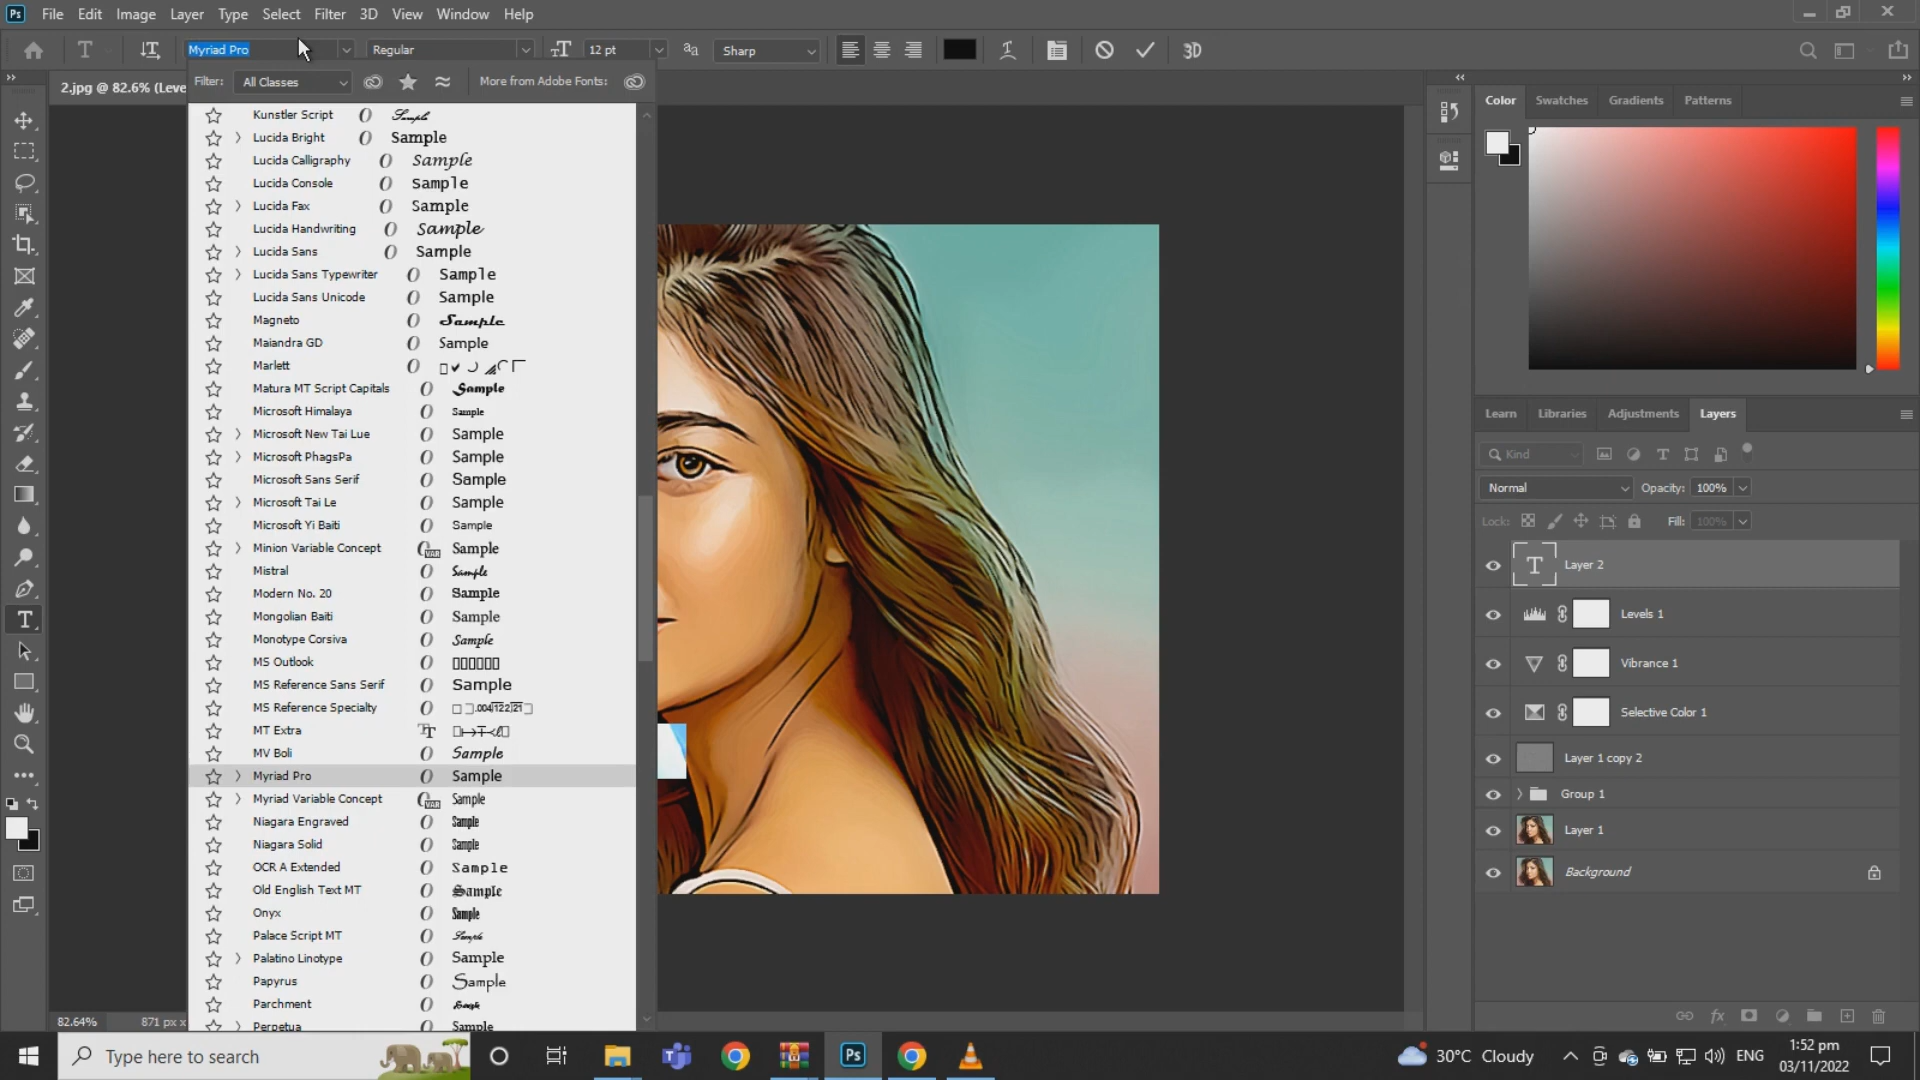 Ps File Edit Image Layer Type Select Filter 3D View Window Help
Myriad Pro Regular 12 pt Sharp 3D
Filter: All Classes More from Adobe Fonts:
2.jpg @ 82.6% (Leve
Kunstler Script Sample
Lucida Bright Sample
Lucida Calligraphy Sample
Lucida Console Sample
Lucida Fax Sample
Lucida Handwriting Sample
Lucida Sans Sample
Lucida Sans Typewriter Sample
Lucida Sans Unicode Sample
Magneto Sample
Maiandra GD Sample
Marlett
Matura MT Script Capitals Sample
Microsoft Himalaya Sample
Microsoft New Tai Lue Sample
Microsoft PhagsPa Sample
Microsoft Sans Serif Sample
Microsoft Tai Le Sample
Microsoft Yi Baiti Sample
Minion Variable Concept Sample
Mistral Sample
Modern No. 20 Sample
Mongolian Baiti Sample
Monotype Corsiva Sample
MS Outlook
MS Reference Sans Serif Sample
MS Reference Specialty
MT Extra
MV Boli Sample
Myriad Pro Sample
Myriad Variable Concept Sample
Niagara Engraved Sample
Niagara Solid Sample
OCR A Extended Sample
Old English Text MT Sample
Onyx Sample
Palace Script MT Sample
Palatino Linotype Sample
Papyrus Sample
Parchment Sample
Perpetua Sample
82.64% 871 px x
Color Swatches Gradients Patterns
Learn Libraries Adjustments Layers
Kind
Normal Opacity: 100%
Lock: Fill: 100%
Layer 2
Levels 1
Vibrance 1
Selective Color 1
Layer 1 copy 2
Group 1
Layer 1
Background
Type here to search
Ps
30°C Cloudy
ENG
1:52 pm
03/11/2022